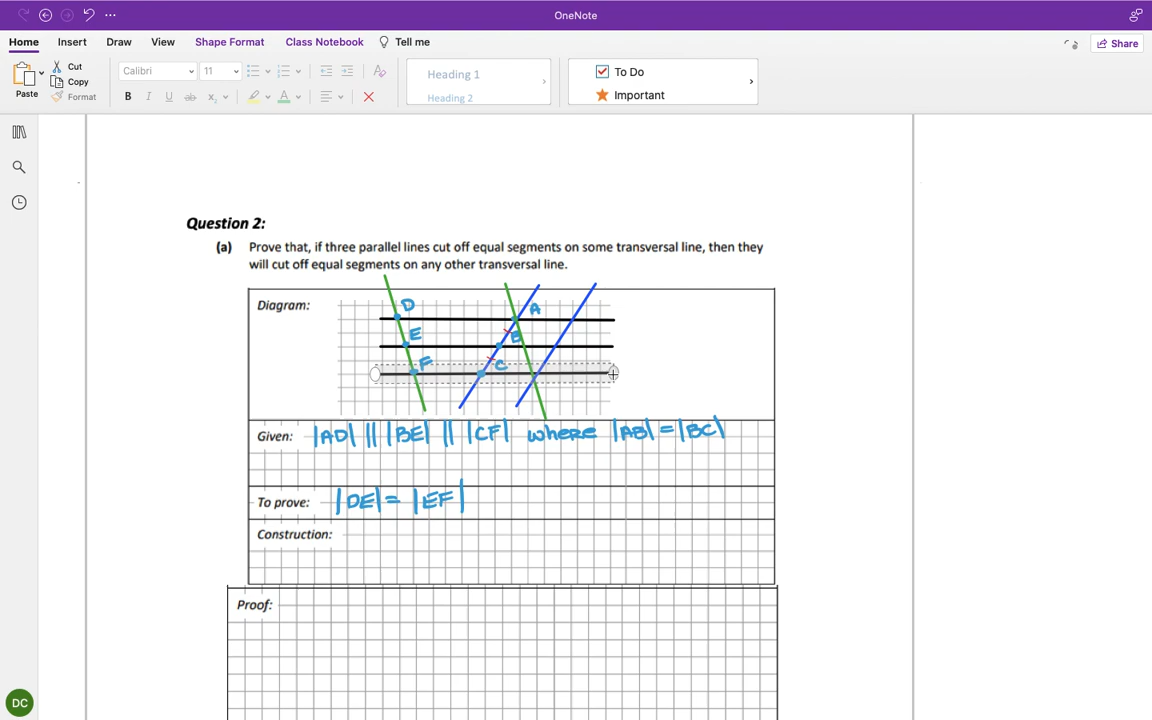 OneNote
Home Insert Draw View Shape Format Class Notebook Tell me Share
Paste Cut Copy Format
Calibri 11
B I U ab x₂ A
Heading 1
Heading 2
To Do
Important
Question 2:
(a) Prove that, if three parallel lines cut off equal segments on some transversal line, then they
will cut off equal segments on any other transversal line.
Diagram:
D A
E B
F C
Given: |AD| || |BE| || |CF| where |AB| = |BC|
To prove: |DE| = |EF|
Construction:
Proof:
DC